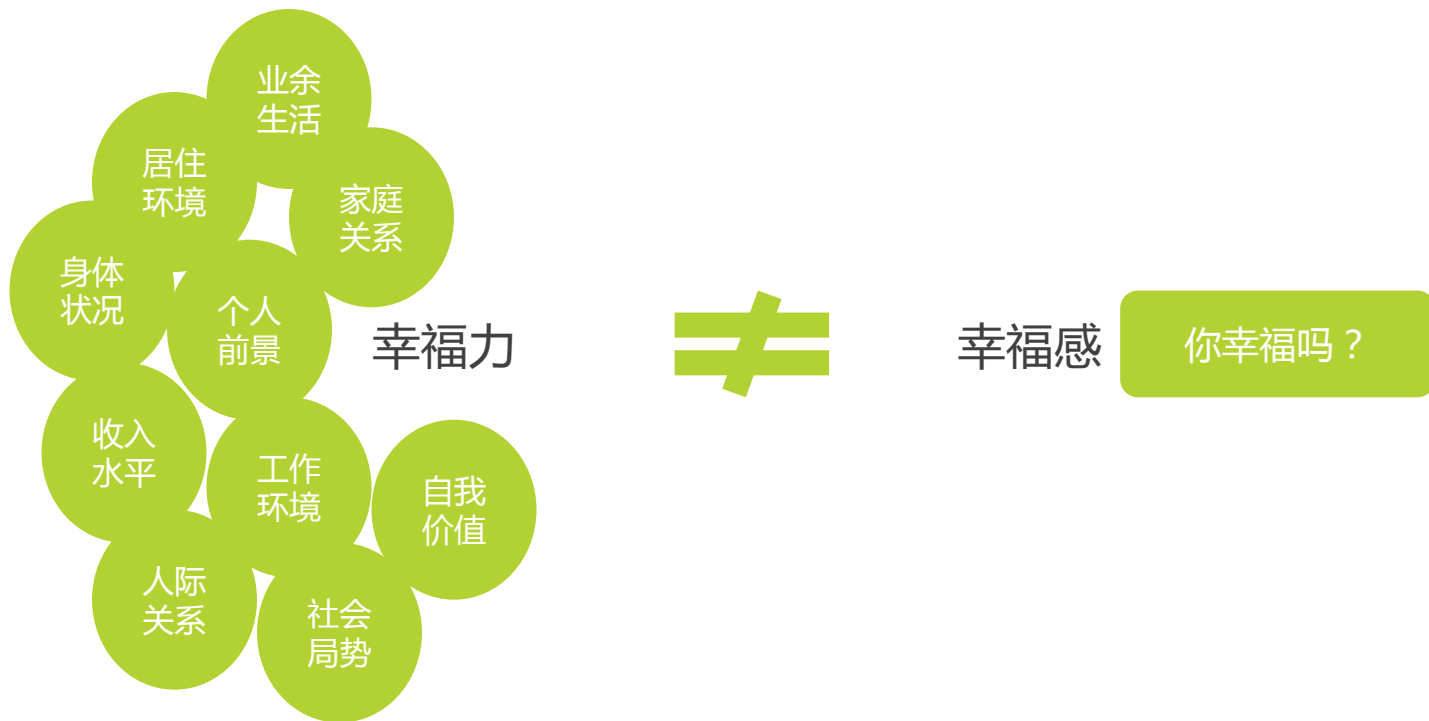 业余
生活
居住
环境
家庭
关系
身体
状况
个人
前景
幸福力
≠
幸福感
你幸福吗？
收入
水平
工作
环境
自我
价值
人际
关系
社会
局势